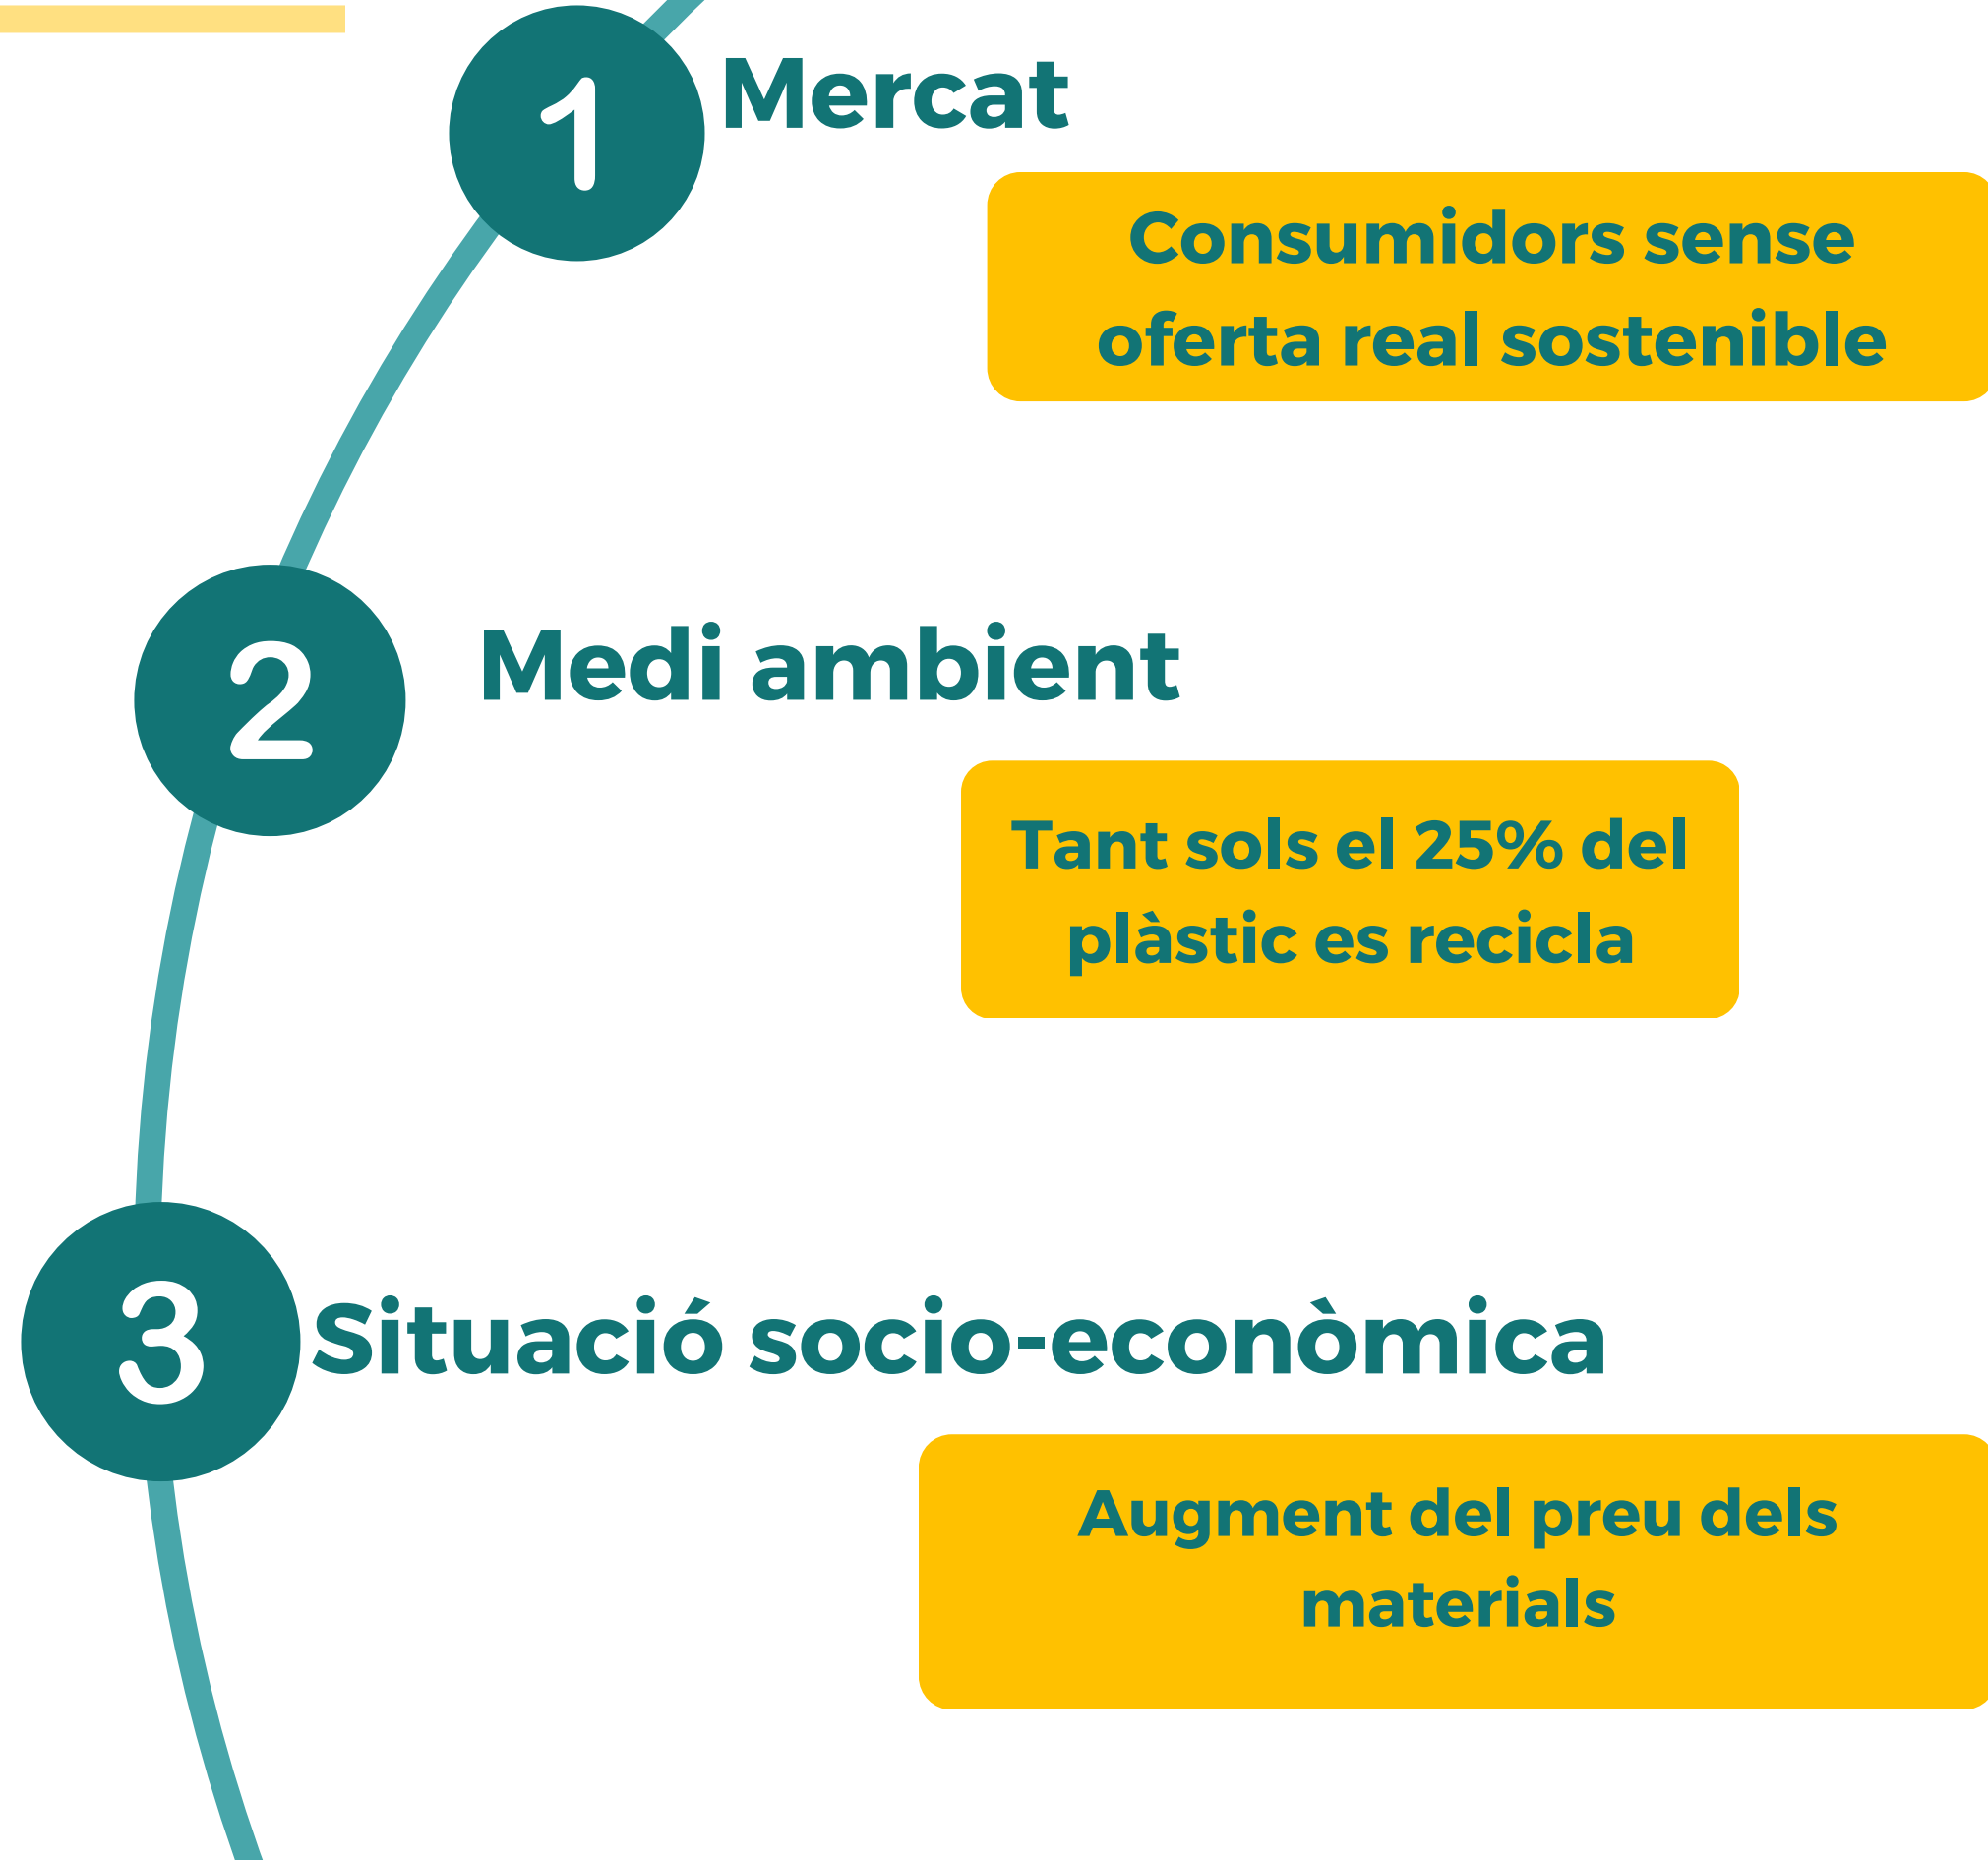 1
Mercat
Consumidors sense
oferta real sostenible
2
Medi ambient
Tant sols el 25% del
plàstic es recicla
3
Situació socio-econòmica
Augment del preu dels
materials